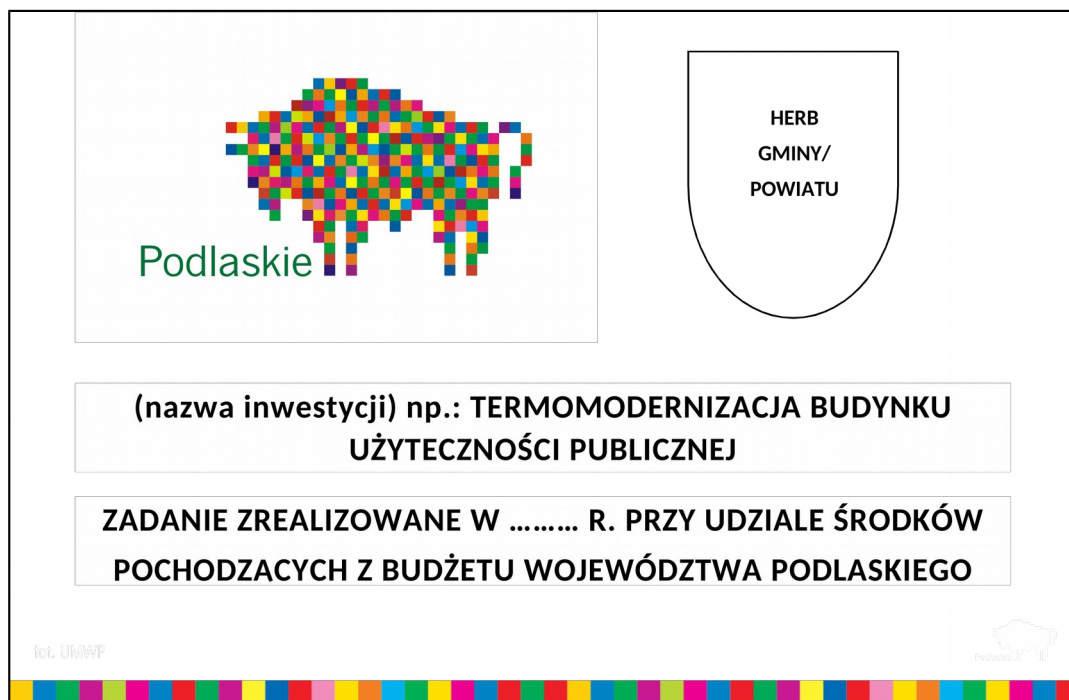 Podlaskie
HERB
GMINY/
POWIATU
(nazwa inwestycji) np.: TERMOMODERNIZACJA BUDYNKU
UŻYTECZNOŚCI PUBLICZNEJ
ZADANIE ZREALIZOWANE W ……… R. PRZY UDZIALE ŚRODKÓW
POCHODZACYCH Z BUDŻETU WOJEWÓDZTWA PODLASKIEGO
fot. UMWP
Podlaskie